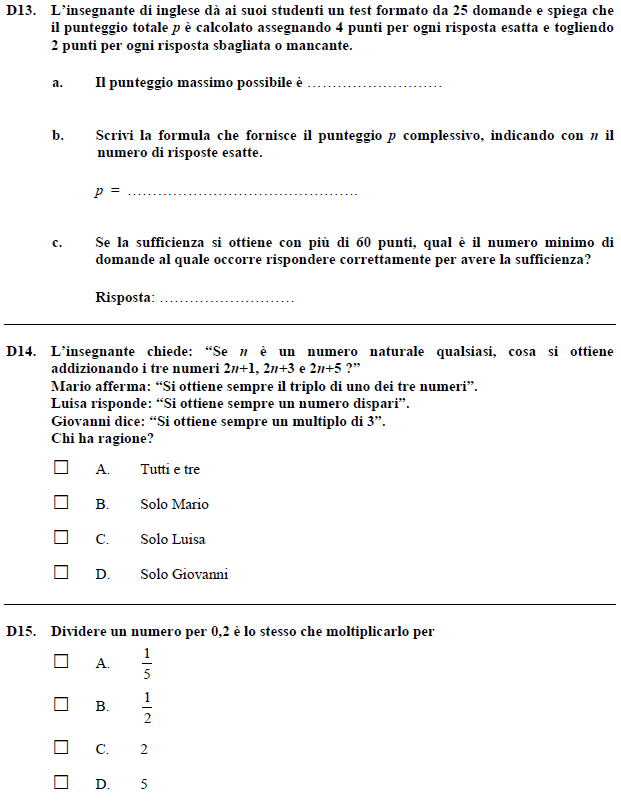 D13. L'insegnante di inglese dà ai suoi studenti un test formato da 25 domande e spiega che
il punteggio totale p è calcolato assegnando 4 punti per ogni risposta esatta e togliendo
2 punti per ogni risposta sbagliata o mancante.
a. Il punteggio massimo possibile è ………………………
b. Scrivi la formula che fornisce il punteggio p complessivo, indicando con n il
numero di risposte esatte.
p = ……………………………………….
c. Se la sufficienza si ottiene con più di 60 punti, qual è il numero minimo di
domande al quale occorre rispondere correttamente per avere la sufficienza?
Risposta: ………………………
D14. L'insegnante chiede: "Se n è un numero naturale qualsiasi, cosa si ottiene
addizionando i tre numeri 2n+1, 2n+3 e 2n+5 ?"
Mario afferma: "Si ottiene sempre il triplo di uno dei tre numeri".
Luisa risponde: "Si ottiene sempre un numero dispari".
Giovanni dice: "Si ottiene sempre un multiplo di 3".
Chi ha ragione?
A. Tutti e tre
B. Solo Mario
C. Solo Luisa
D. Solo Giovanni
D15. Dividere un numero per 0,2 è lo stesso che moltiplicarlo per
A. 1/5
B. 1/2
C. 2
D. 5